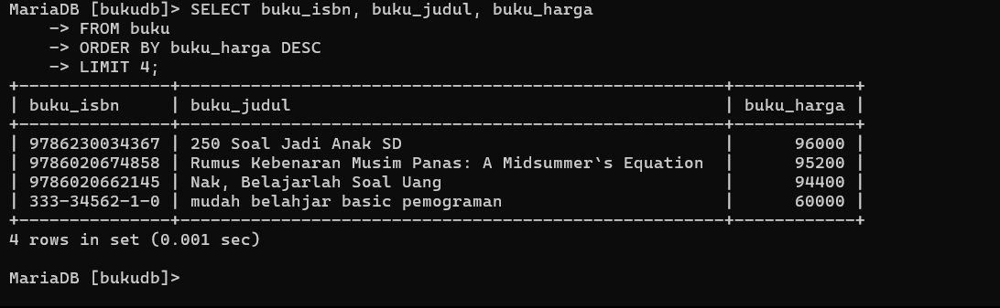 MariaDB [bukudb]> SELECT buku_isbn, buku_judul, buku_harga
    -> FROM buku
    -> ORDER BY buku_harga DESC
    -> LIMIT 4;
+---------------+------------------------------------------------------+------------+
| buku_isbn     | buku_judul                                           | buku_harga |
+---------------+------------------------------------------------------+------------+
| 9786230034367 | 250 Soal Jadi Anak SD                                |      96000 |
| 9786020674858 | Rumus Kebenaran Musim Panas: A Midsummer`s Equation  |      95200 |
| 9786020662145 | Nak, Belajarlah Soal Uang                            |      94400 |
| 333-34562-1-0 | mudah belahjar basic pemograman                      |      60000 |
+---------------+------------------------------------------------------+------------+
4 rows in set (0.001 sec)

MariaDB [bukudb]>